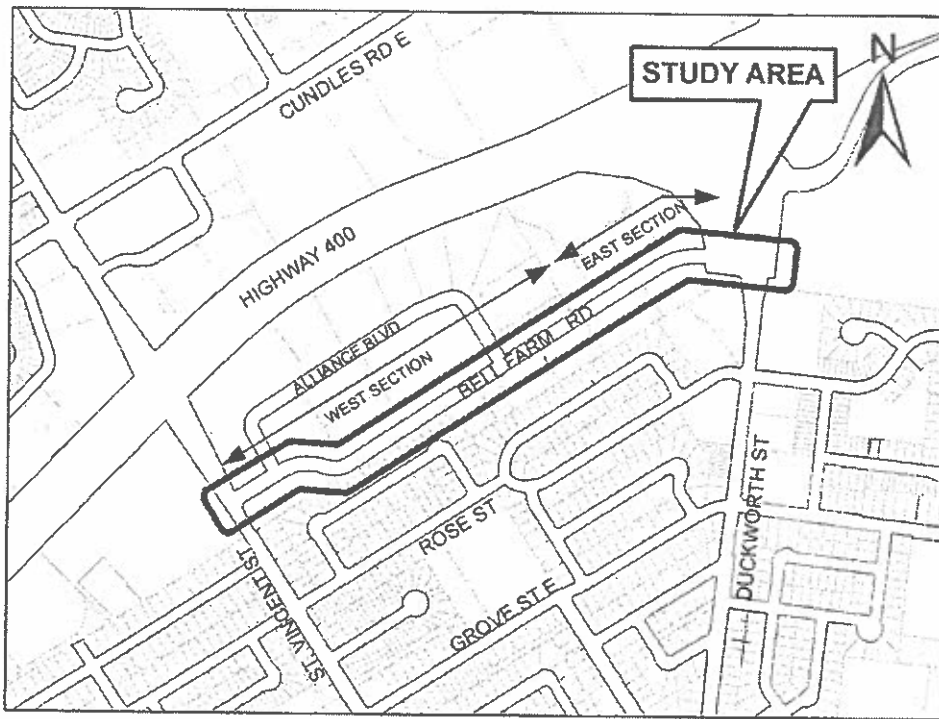 CUNDLES RD E
N
STUDY AREA
HIGHWAY 400
EAST SECTION
ALLIANCE BLVD
WEST SECTION
BELL FARM RD
ROSE ST
GROVE ST E
ST. VINCENT ST
DUCKWORTH ST